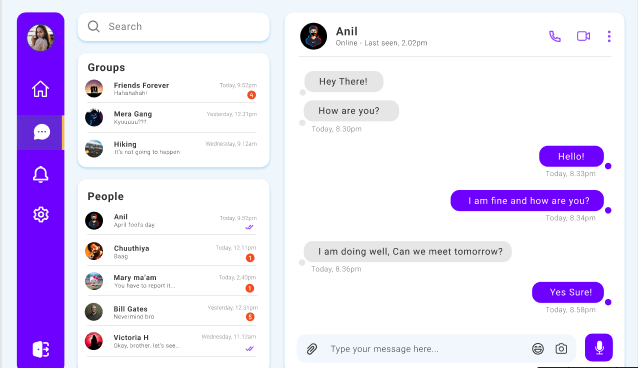 Search
Groups
Friends Forever
Today, 9:52pm
Hahahahah!
4
Mera Gang
Yesterday, 12:31pm
Kyuuuu???
Hiking
Wednesday, 9:12am
It's not going to happen
People
Anil
Today, 9:52pm
April fool's day
Chuuthiya
Today, 12:11pm
Baag
1
Mary ma'am
Today, 2:40pm
You have to report it...
1
Bill Gates
Yesterday, 12:31pm
Nevermind bro
5
Victoria H
Wednesday, 11:12am
Okay, brother. let's see...
Anil
Online - Last seen, 2.02pm
Hey There!
How are you?
Today, 8.30pm
Hello!
Today, 8.33pm
I am fine and how are you?
Today, 8.34pm
I am doing well, Can we meet tomorrow?
Today, 8.36pm
Yes Sure!
Today, 8.58pm
Type your message here...